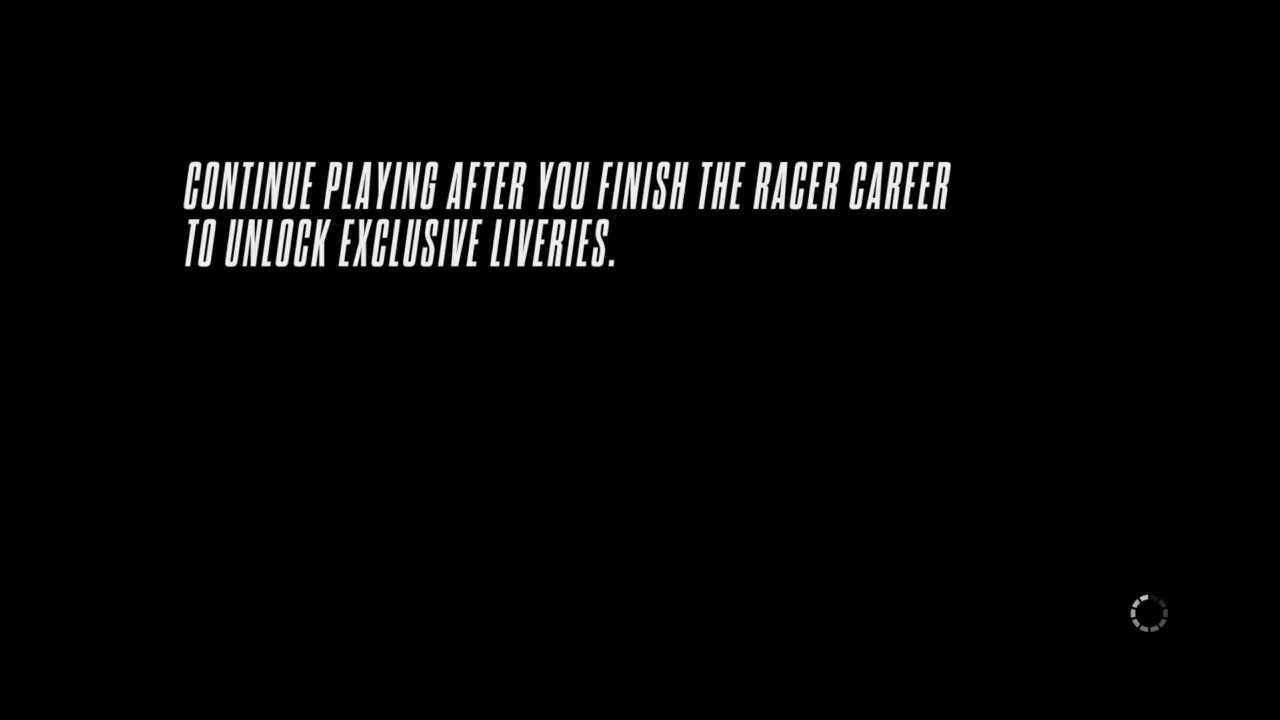 CONTINUE PLAYING AFTER YOU FINISH THE RACER CAREER
TO UNLOCK EXCLUSIVE LIVERIES.